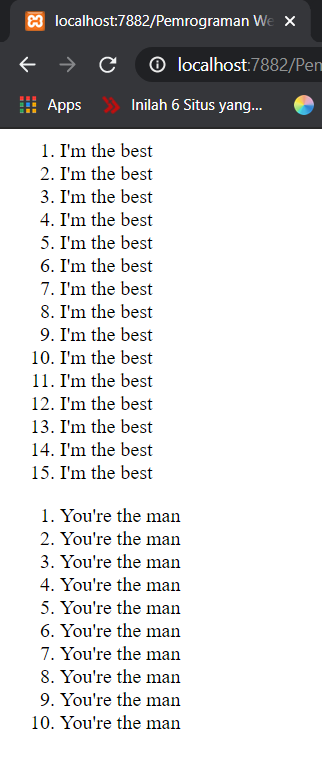 localhost:7882/Pemrograman We
localhost:7882/Pem
Apps Inilah 6 Situs yang...
1. I'm the best
2. I'm the best
3. I'm the best
4. I'm the best
5. I'm the best
6. I'm the best
7. I'm the best
8. I'm the best
9. I'm the best
10. I'm the best
11. I'm the best
12. I'm the best
13. I'm the best
14. I'm the best
15. I'm the best
1. You're the man
2. You're the man
3. You're the man
4. You're the man
5. You're the man
6. You're the man
7. You're the man
8. You're the man
9. You're the man
10. You're the man